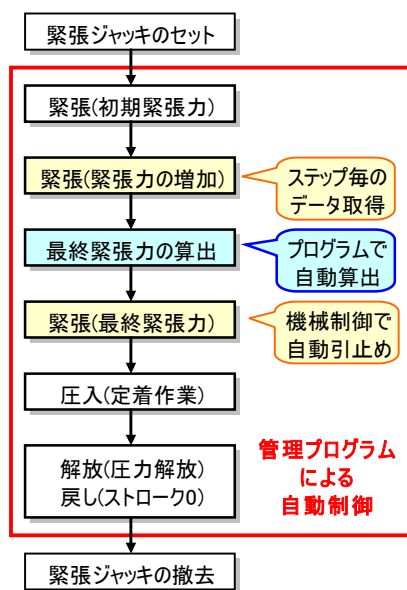 緊張ジャッキのセット
緊張(初期緊張力)
緊張(緊張力の増加)
ステップ毎の
データ取得
最終緊張力の算出
プログラムで
自動算出
緊張(最終緊張力)
機械制御で
自動引止め
圧入(定着作業)
解放(圧力解放)
戻し(ストローク0)
管理プログラム
による
自動制御
緊張ジャッキの撤去